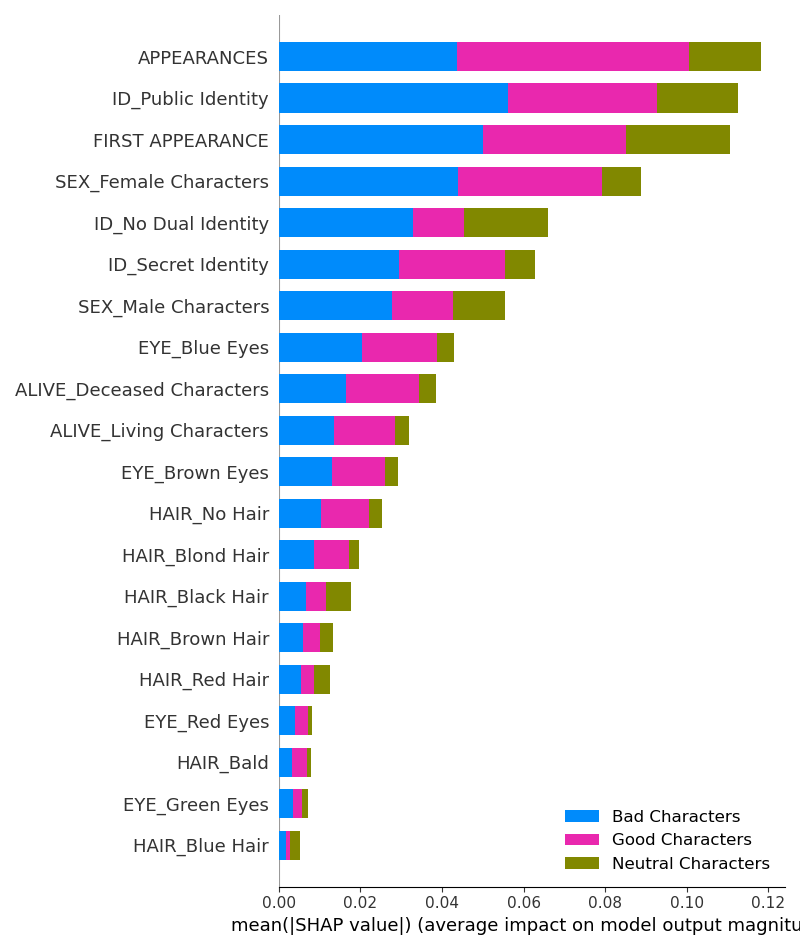 APPEARANCES
ID_Public Identity
FIRST APPEARANCE
SEX_Female Characters
ID_No Dual Identity
ID_Secret Identity
SEX_Male Characters
EYE_Blue Eyes
ALIVE_Deceased Characters
ALIVE_Living Characters
EYE_Brown Eyes
HAIR_No Hair
HAIR_Blond Hair
HAIR_Black Hair
HAIR_Brown Hair
HAIR_Red Hair
EYE_Red Eyes
HAIR_Bald
EYE_Green Eyes
HAIR_Blue Hair
Bad Characters
Good Characters
Neutral Characters
0.00 0.02 0.04 0.06 0.08 0.10 0.12
mean(|SHAP value|) (average impact on model output magnitu